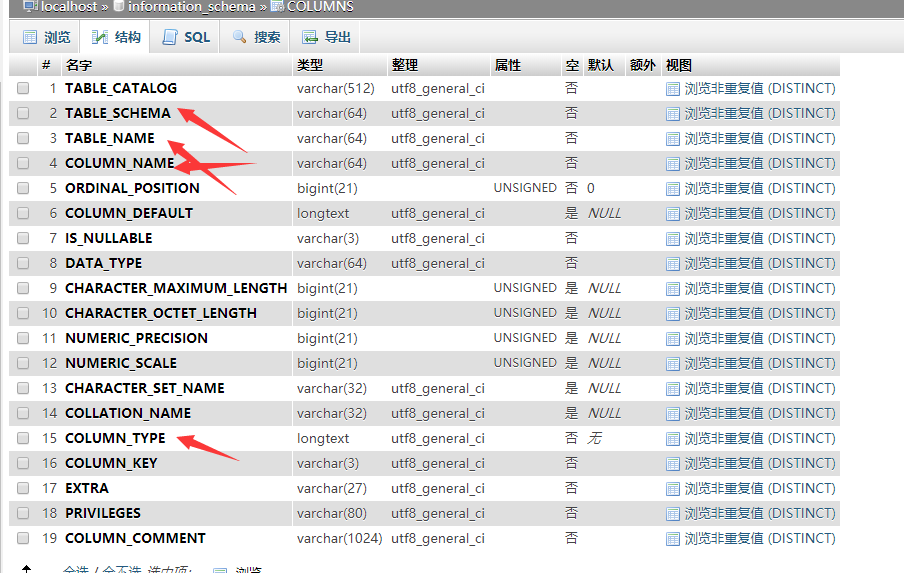 localhost » information_schema » COLUMNS
浏览 结构 SQL 搜索 导出
# 名字 类型 整理 属性 空 默认 额外 视图
1 TABLE_CATALOG varchar(512) utf8_general_ci 否 浏览非重复值 (DISTINCT)
2 TABLE_SCHEMA varchar(64) utf8_general_ci 否 浏览非重复值 (DISTINCT)
3 TABLE_NAME varchar(64) utf8_general_ci 否 浏览非重复值 (DISTINCT)
4 COLUMN_NAME varchar(64) utf8_general_ci 否 浏览非重复值 (DISTINCT)
5 ORDINAL_POSITION bigint(21) UNSIGNED 否 0 浏览非重复值 (DISTINCT)
6 COLUMN_DEFAULT longtext utf8_general_ci 是 NULL 浏览非重复值 (DISTINCT)
7 IS_NULLABLE varchar(3) utf8_general_ci 否 浏览非重复值 (DISTINCT)
8 DATA_TYPE varchar(64) utf8_general_ci 否 浏览非重复值 (DISTINCT)
9 CHARACTER_MAXIMUM_LENGTH bigint(21) UNSIGNED 是 NULL 浏览非重复值 (DISTINCT)
10 CHARACTER_OCTET_LENGTH bigint(21) UNSIGNED 是 NULL 浏览非重复值 (DISTINCT)
11 NUMERIC_PRECISION bigint(21) UNSIGNED 是 NULL 浏览非重复值 (DISTINCT)
12 NUMERIC_SCALE bigint(21) UNSIGNED 是 NULL 浏览非重复值 (DISTINCT)
13 CHARACTER_SET_NAME varchar(32) utf8_general_ci 是 NULL 浏览非重复值 (DISTINCT)
14 COLLATION_NAME varchar(32) utf8_general_ci 是 NULL 浏览非重复值 (DISTINCT)
15 COLUMN_TYPE longtext utf8_general_ci 否 无 浏览非重复值 (DISTINCT)
16 COLUMN_KEY varchar(3) utf8_general_ci 否 浏览非重复值 (DISTINCT)
17 EXTRA varchar(27) utf8_general_ci 否 浏览非重复值 (DISTINCT)
18 PRIVILEGES varchar(80) utf8_general_ci 否 浏览非重复值 (DISTINCT)
19 COLUMN_COMMENT varchar(1024) utf8_general_ci 否 浏览非重复值 (DISTINCT)
全选 / 全不选 选中项: 浏览